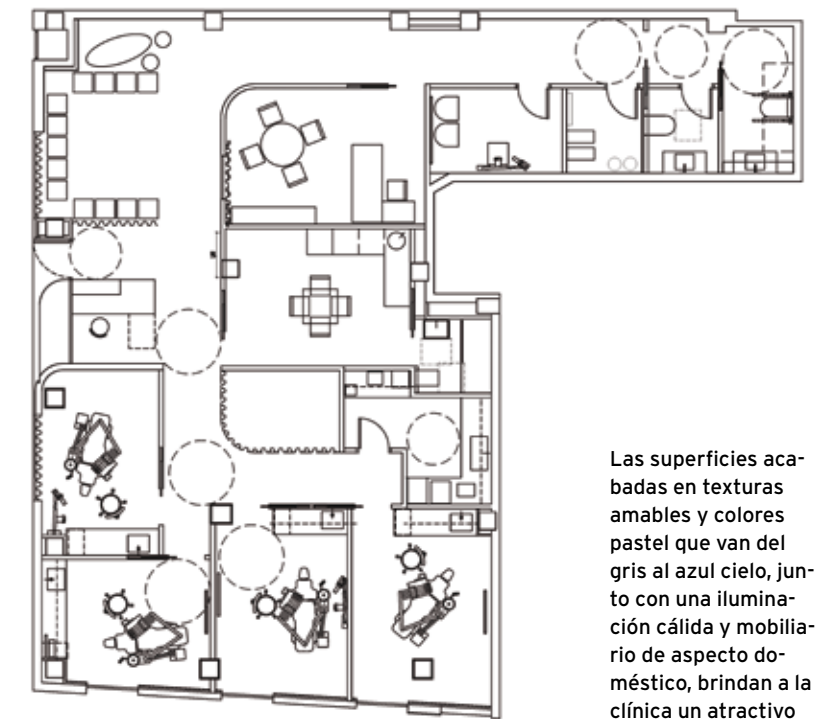 Las superficies aca-
badas en texturas
amables y colores
pastel que van del
gris al azul cielo, jun-
to con una ilumina-
ción cálida y mobilia-
rio de aspecto do-
méstico, brindan a la
clínica un atractivo